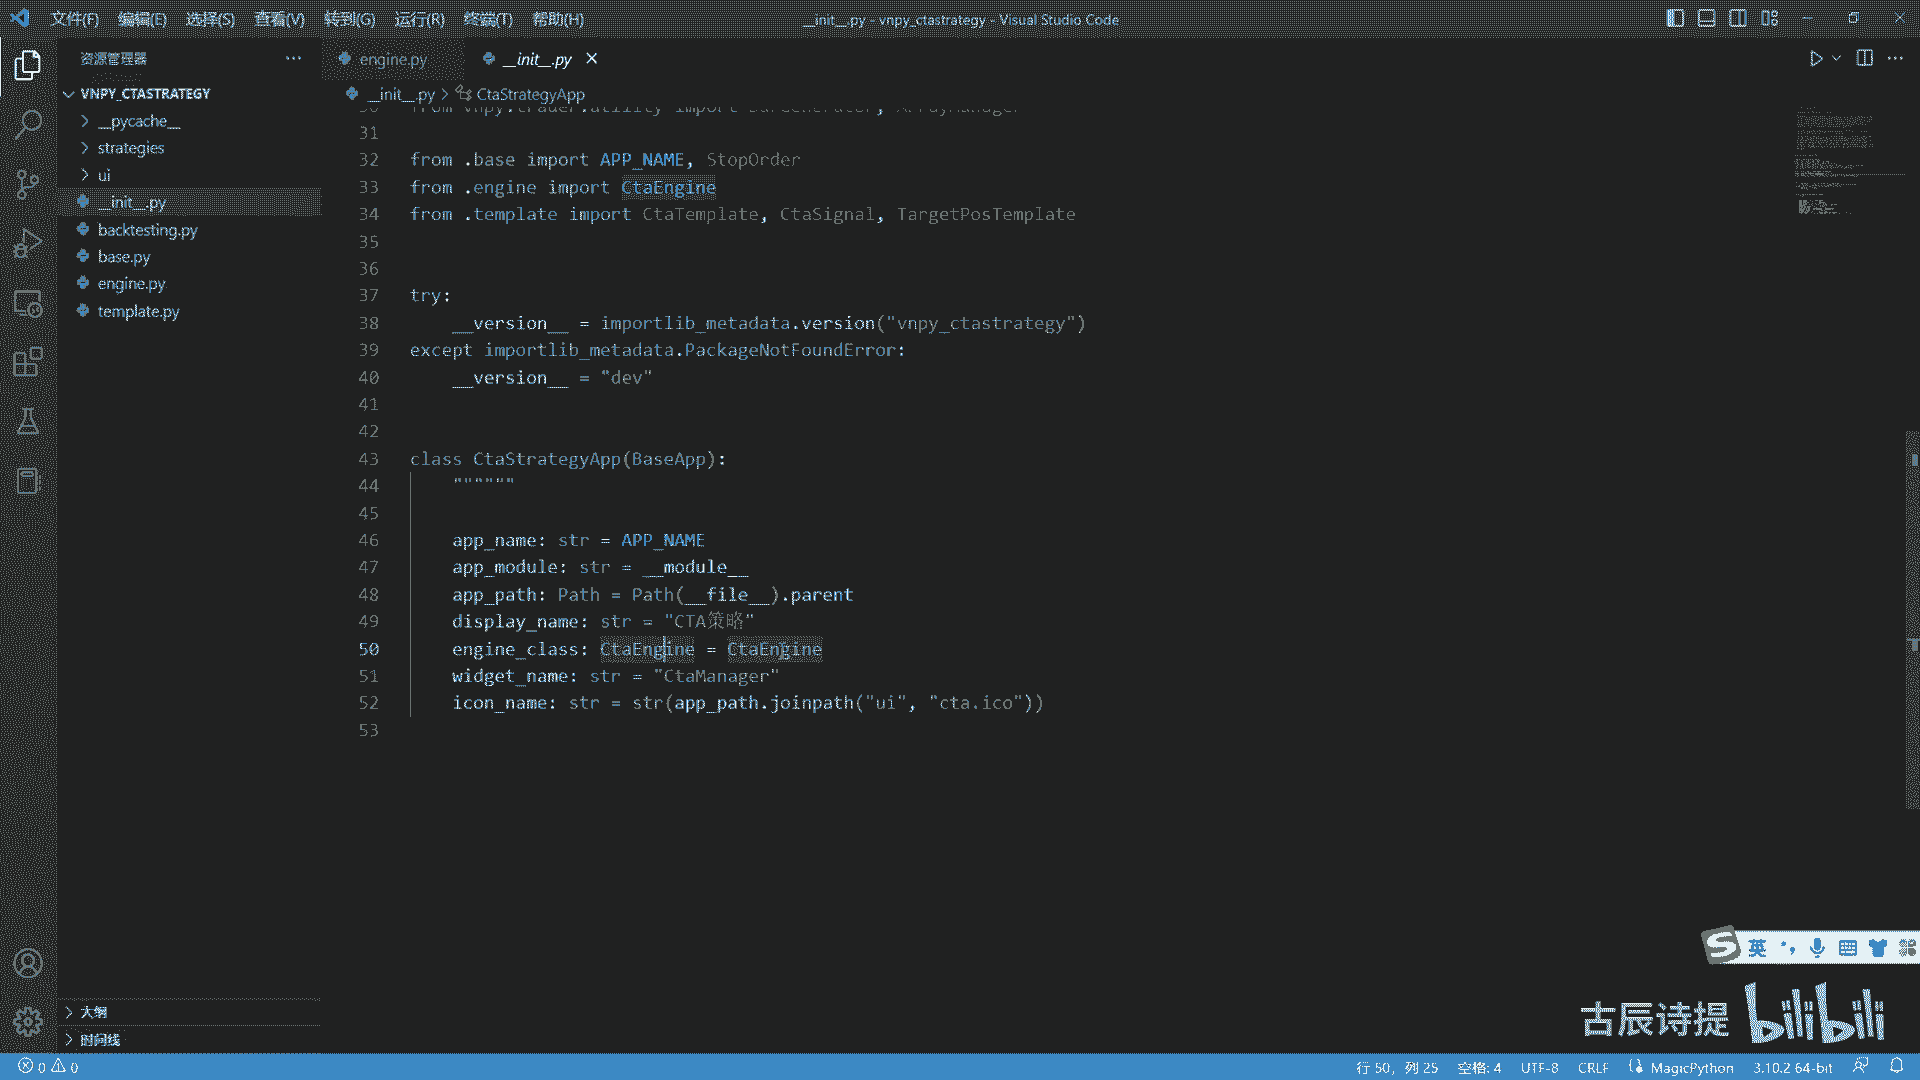 文件(F) 编辑(E) 选择(S) 查看(V) 转到(G) 运行(R) 终端(T) 帮助(H)
__init__.py - vnpy_ctastrategy - Visual Studio Code
资源管理器
engine.py
__init__.py
VNPY_CTASTRATEGY
__pycache__
strategies
ui
__init__.py
backtesting.py
base.py
engine.py
template.py
大纲
时间线
__init__.py > CtaStrategyApp
30 from vnpy.trader.utility import BarGenerator, ArrayManager
31
32 from .base import APP_NAME, StopOrder
33 from .engine import CtaEngine
34 from .template import CtaTemplate, CtaSignal, TargetPosTemplate
35
36
37 try:
38     __version__ = importlib_metadata.version("vnpy_ctastrategy")
39 except importlib_metadata.PackageNotFoundError:
40     __version__ = "dev"
41
42
43 class CtaStrategyApp(BaseApp):
44     """"""
45
46     app_name: str = APP_NAME
47     app_module: str = __module__
48     app_path: Path = Path(__file__).parent
49     display_name: str = "CTA策略"
50     engine_class: CtaEngine = CtaEngine
51     widget_name: str = "CtaManager"
52     icon_name: str = str(app_path.joinpath("ui", "cta.ico"))
53
英
古辰诗提 bilibili
0 0 行 50, 列 25 空格: 4 UTF-8 CRLF MagicPython 3.10.2 64-bit